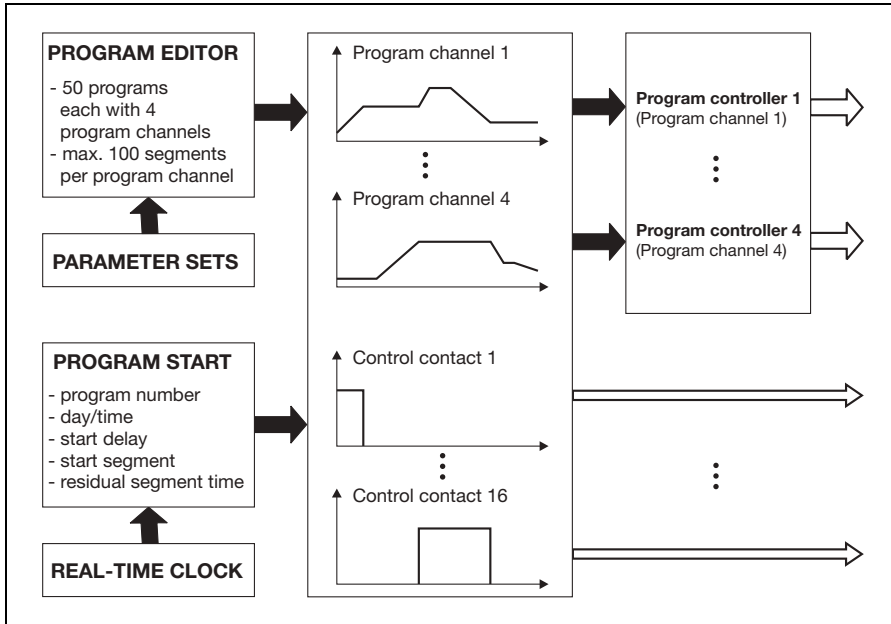 PROGRAM EDITOR
- 50 programs
each with 4
program channels
- max. 100 segments
per program channel
PARAMETER SETS
PROGRAM START
- program number
- day/time
- start delay
- start segment
- residual segment time
REAL-TIME CLOCK
Program channel 1
Program channel 4
Control contact 1
Control contact 16
Program controller 1
(Program channel 1)
Program controller 4
(Program channel 4)